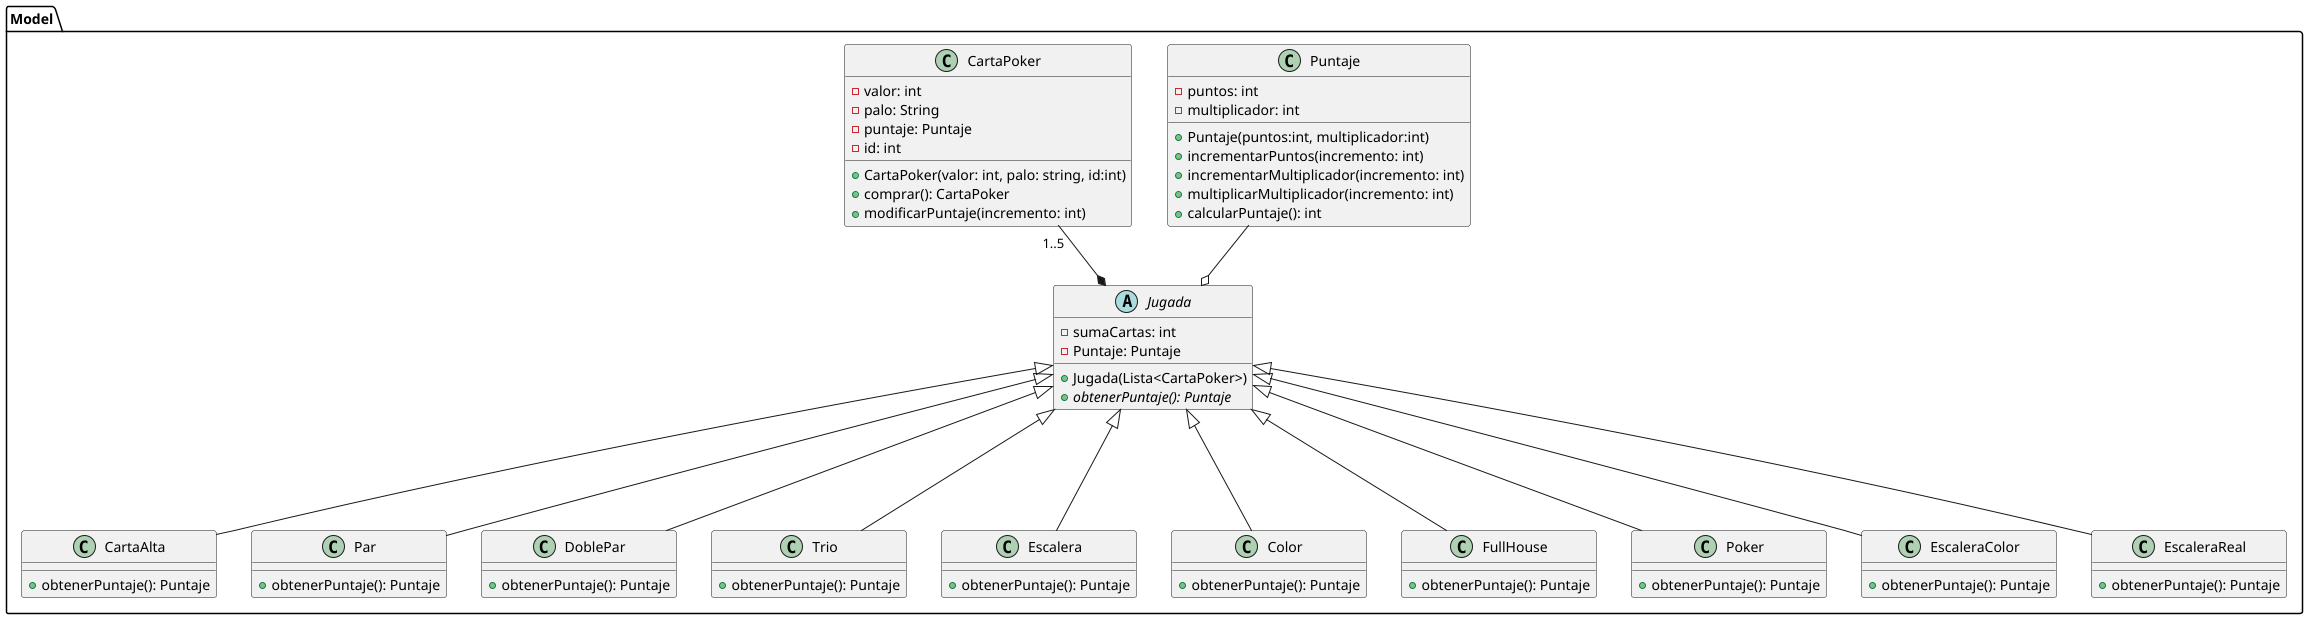 Model
C CartaPoker
valor: int
palo: String
puntaje: Puntaje
id: int
CartaPoker(valor: int, palo: string, id:int)
comprar(): CartaPoker
modificarPuntaje(incremento: int)
C Puntaje
puntos: int
multiplicador: int
Puntaje(puntos:int, multiplicador:int)
incrementarPuntos(incremento: int)
incrementarMultiplicador(incremento: int)
multiplicarMultiplicador(incremento: int)
calcularPuntaje(): int
1..5
A Jugada
sumaCartas: int
Puntaje: Puntaje
Jugada(Lista<CartaPoker>)
obtenerPuntaje(): Puntaje
C CartaAlta
obtenerPuntaje(): Puntaje
C Par
obtenerPuntaje(): Puntaje
C DoblePar
obtenerPuntaje(): Puntaje
C Trio
obtenerPuntaje(): Puntaje
C Escalera
obtenerPuntaje(): Puntaje
C Color
obtenerPuntaje(): Puntaje
C FullHouse
obtenerPuntaje(): Puntaje
C Poker
obtenerPuntaje(): Puntaje
C EscaleraColor
obtenerPuntaje(): Puntaje
C EscaleraReal
obtenerPuntaje(): Puntaje